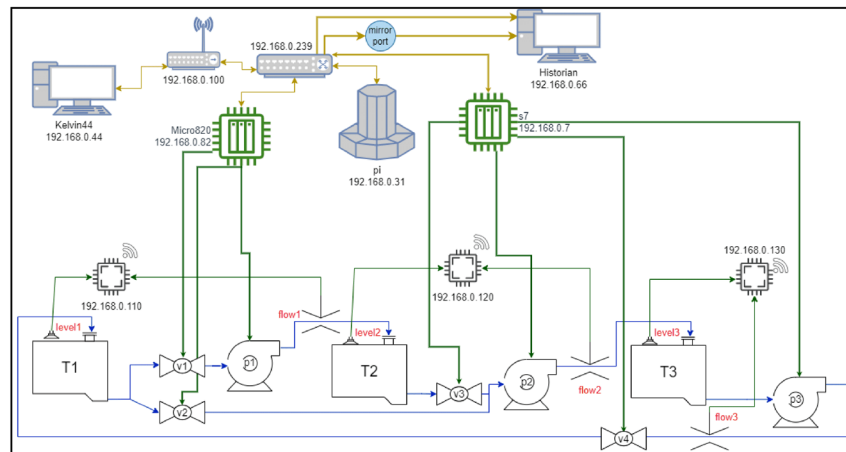 192.168.0.239
mirror
port
192.168.0.100
Historian
192.168.0.66
Kelvin44
192.168.0.44
Micro820
192.168.0.82
s7
192.168.0.7
pi
192.168.0.31
192.168.0.110
192.168.0.120
192.168.0.130
level1
flow1
level2
flow2
level3
flow3
T1
v1
v2
p1
T2
v3
p2
T3
p3
v4